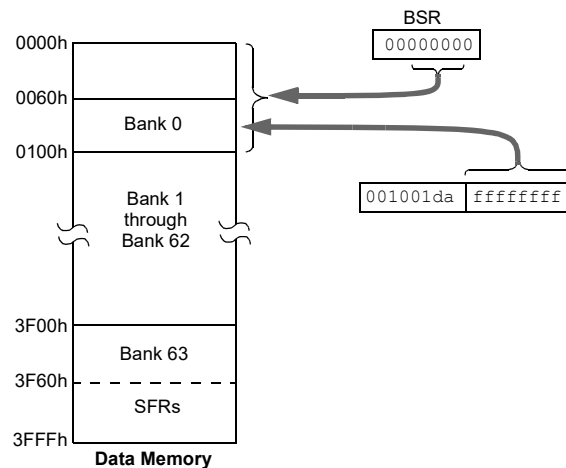 BSR
00000000
0000h
0060h
Bank 0
0100h
Bank 1
through
Bank 62
001001da ffffffff
3F00h
Bank 63
3F60h
SFRs
3FFFh
Data Memory